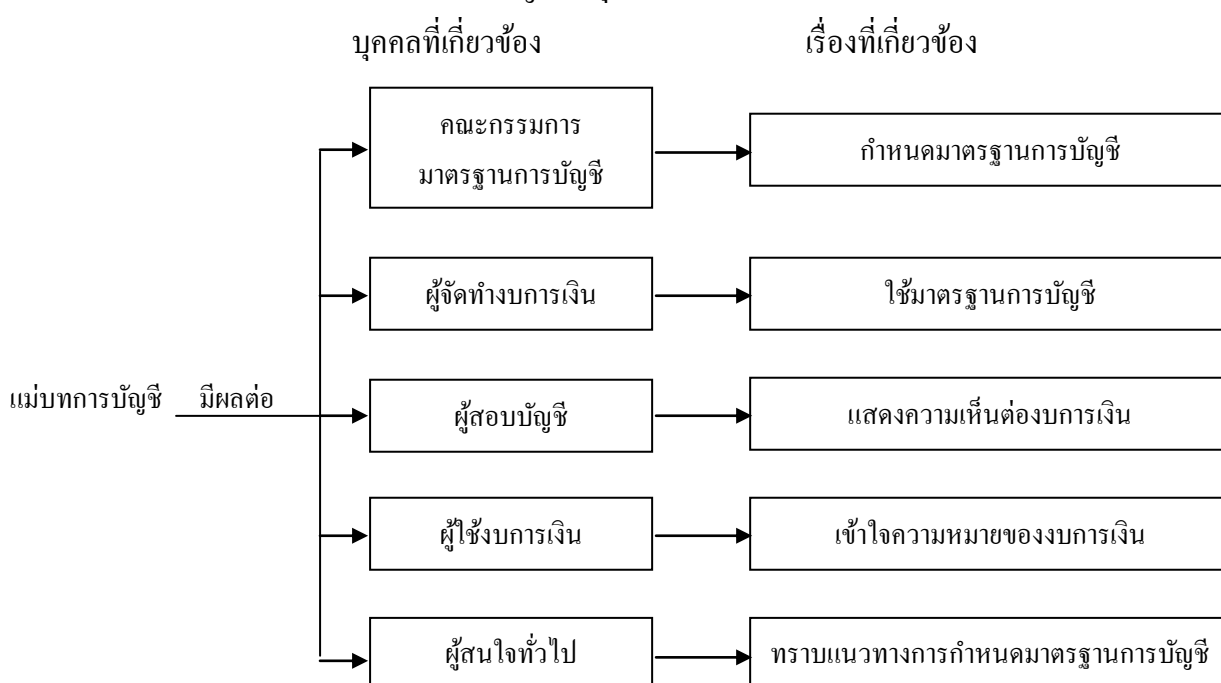 บุคคลที่เกี่ยวข้อง เรื่องที่เกี่ยวข้อง
คณะกรรมการ
มาตรฐานการบัญชี
กำหนดมาตรฐานการบัญชี
ผู้จัดทำงบการเงิน
ใช้มาตรฐานการบัญชี
แม่บทการบัญชี มีผลต่อ
ผู้สอบบัญชี
แสดงความเห็นต่องบการเงิน
ผู้ใช้งบการเงิน
เข้าใจความหมายของงบการเงิน
ผู้สนใจทั่วไป
ทราบแนวทางการกำหนดมาตรฐานการบัญชี